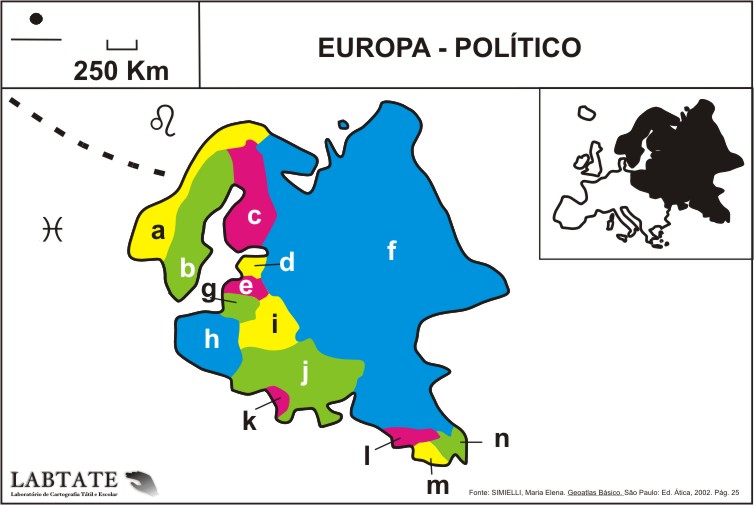 250 Km
EUROPA - POLÍTICO
♌
♓
a
b
c
d
e
f
g
h
i
j
k
l
m
n
LABTATE
Laboratório de Cartografia Tátil e Escolar
Fonte: SIMIELLI, Maria Elena. Geoatlas Básico. São Paulo: Ed. Ática, 2002. Pág. 25